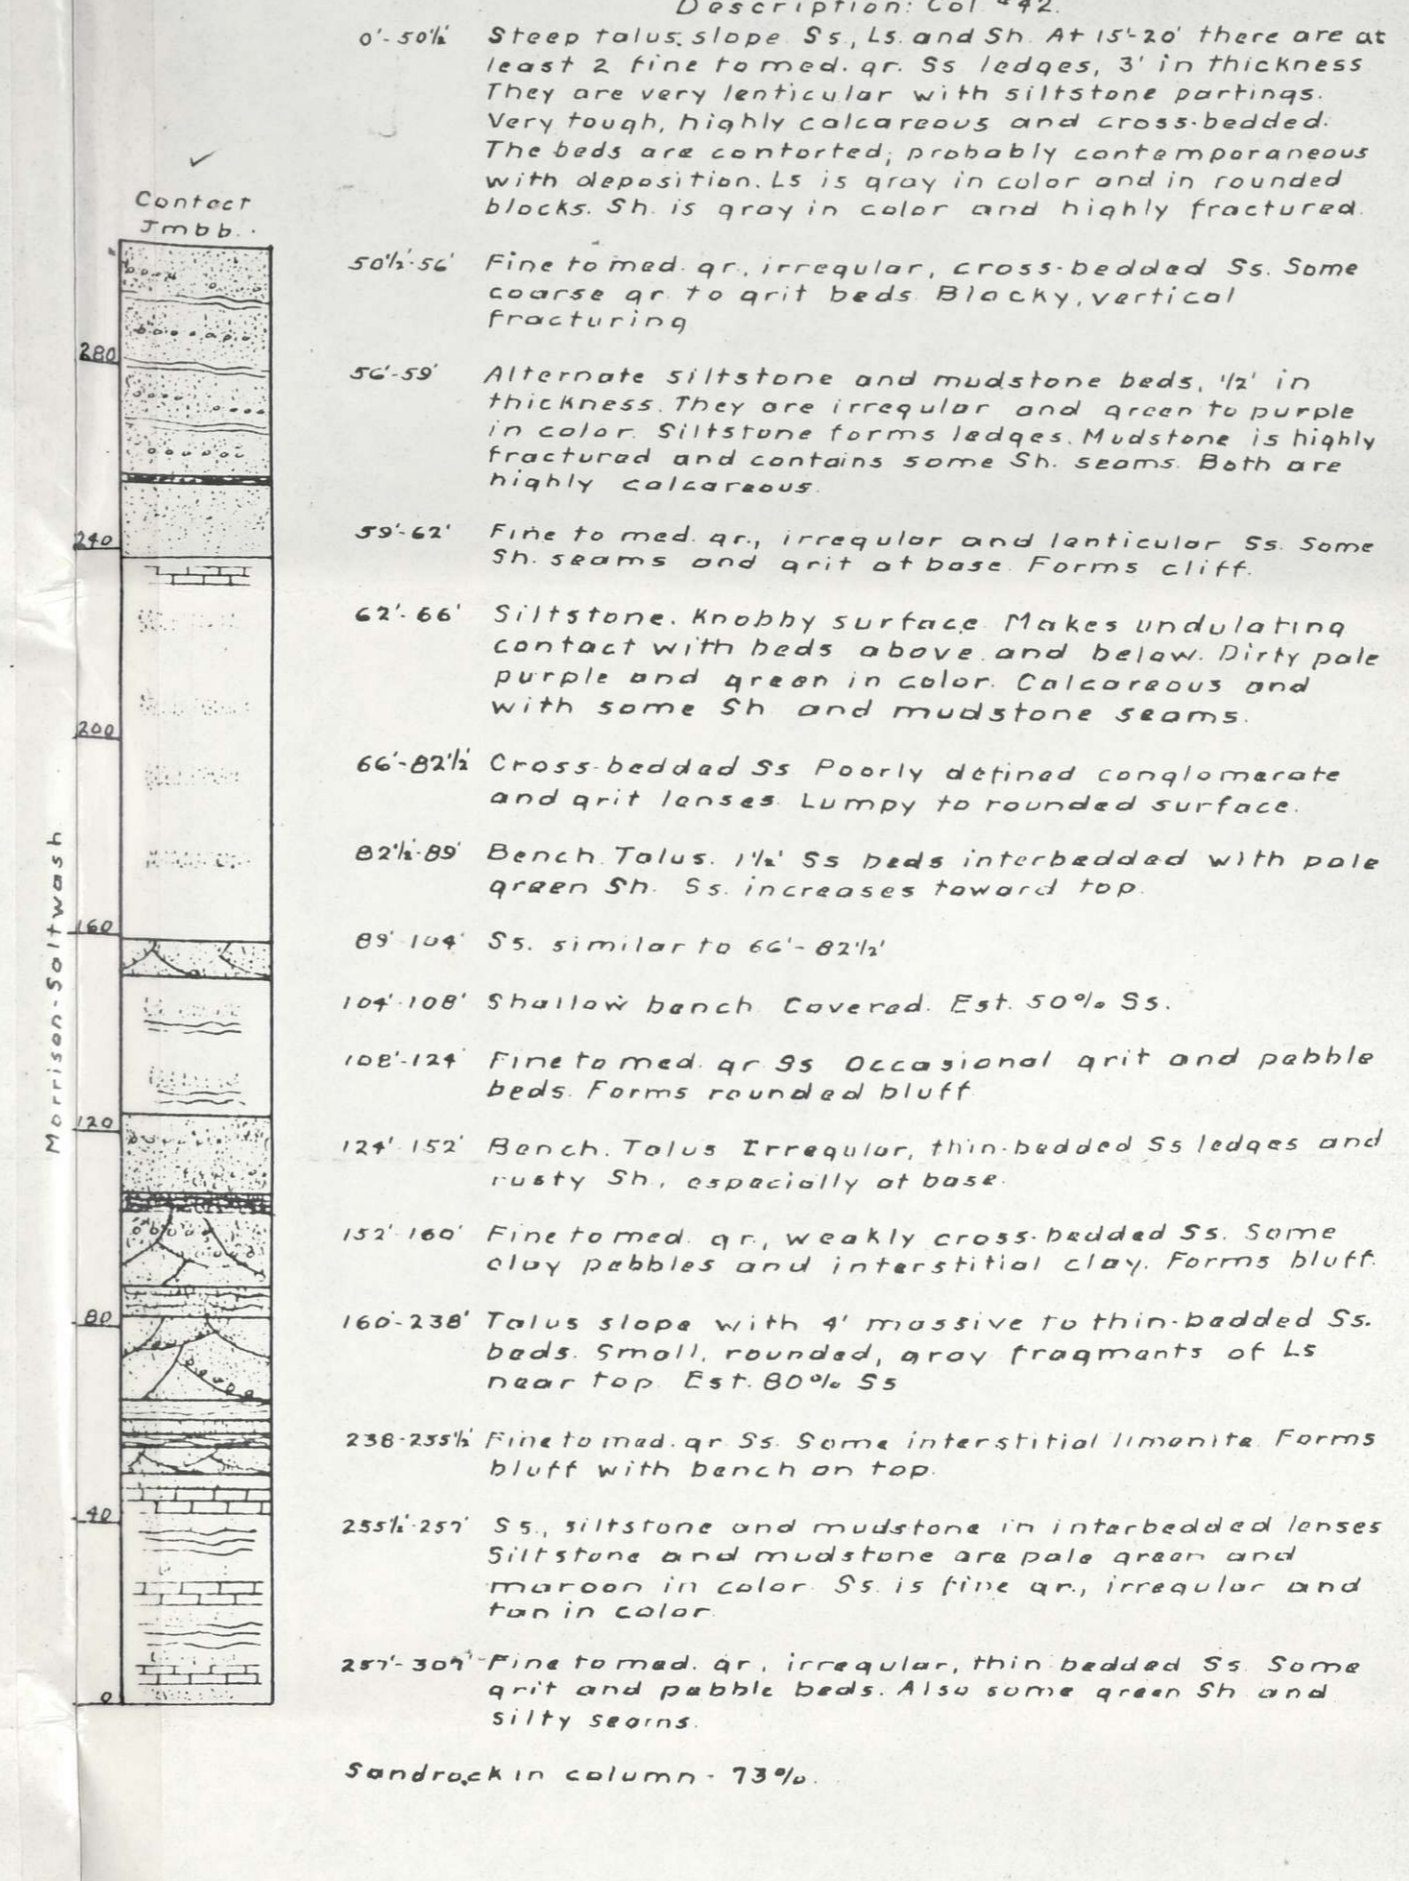 Description: Col #42.
0'-50½' Steep talus slope. Ss., Ls. and Sh. At 15'-20' there are at
least 2 fine to med. gr. Ss ledges, 3' in thickness
They are very lenticular with siltstone partings.
Very tough, highly calcareous and cross-bedded.
The beds are contorted; probably contemporaneous
with deposition. Ls is gray in color and in rounded
blocks. Sh. is gray in color and highly fractured.
50½'-56' Fine to med. gr., irregular, cross-bedded Ss. Some
coarse gr. to grit beds. Blocky, vertical
fracturing
56'-59' Alternate siltstone and mudstone beds, ½' in
thickness. They are irregular and green to purple
in color. Siltstone forms ledges. Mudstone is highly
fractured and contains some Sh. seams. Both are
highly calcareous.
59'-62' Fine to med. gr., irregular and lenticular Ss. Some
Sh. seams and grit at base. Forms cliff.
62'-66' Siltstone. Knobby surface. Makes undulating
contact with beds above and below. Dirty pale
purple and green in color. Calcareous and
with some Sh and mudstone seams.
66'-82½' Cross-bedded Ss Poorly defined conglomerate
and grit lenses. Lumpy to rounded surface.
82½'-89' Bench. Talus. 1½' Ss beds interbedded with pale
green Sh. Ss. increases toward top.
89'-104' Ss. similar to 66'-82½'
104'-108' Shallow bench. Covered. Est. 50% Ss.
108'-124' Fine to med. gr Ss Occasional grit and pebble
beds. Forms rounded bluff
124'-152' Bench. Talus Irregular, thin-bedded Ss ledges and
rusty Sh., especially at base.
152'-160' Fine to med. gr., weakly cross-bedded Ss. Some
clay pebbles and interstitial clay. Forms bluff.
160'-238' Talus slope with 4' massive to thin-bedded Ss.
beds. Small, rounded, gray fragments of Ls
near top. Est. 80% Ss
238-255½' Fine to med. gr Ss. Some interstitial limonite. Forms
bluff with bench on top.
255½'-257' Ss., siltstone and mudstone in interbedded lenses
Siltstone and mudstone are pale green and
maroon in color. Ss. is fine gr., irregular and
tan in color.
257'-307' Fine to med. gr., irregular, thin bedded Ss. Some
grit and pebble beds. Also some green Sh and
silty seams.
Sandrock in column - 73%.
Contact
Jmbb.
280
240
200
160
120
80
40
0
Morrison-Saltwash